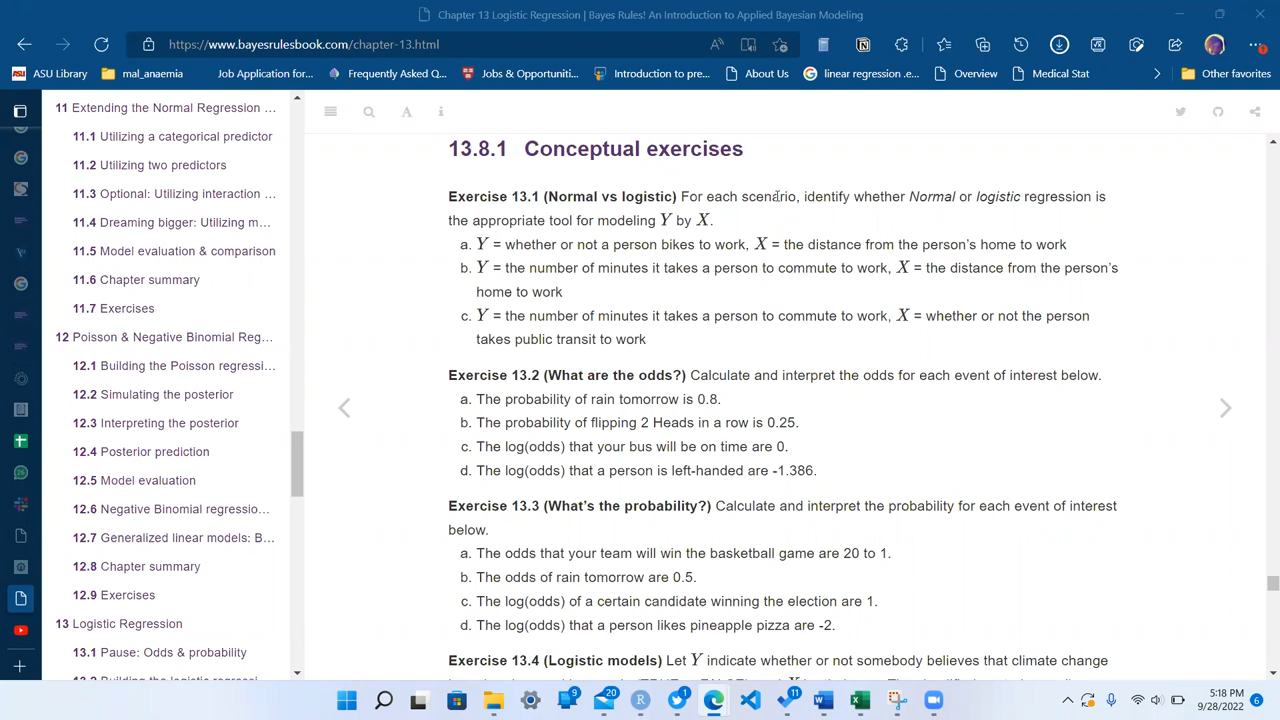 Chapter 13 Logistic Regression | Bayes Rules! An Introduction to Applied Bayesian Modeling
https://www.bayesrulesbook.com/chapter-13.html
ASU Library mal_anaemia Job Application for... Frequently Asked Q... Jobs & Opportuniti... Introduction to pre... About Us linear regression .e... Overview Medical Stat Other favorites
11 Extending the Normal Regression ...
11.1 Utilizing a categorical predictor
11.2 Utilizing two predictors
11.3 Optional: Utilizing interaction ...
11.4 Dreaming bigger: Utilizing m...
11.5 Model evaluation & comparison
11.6 Chapter summary
11.7 Exercises
12 Poisson & Negative Binomial Reg...
12.1 Building the Poisson regressi...
12.2 Simulating the posterior
12.3 Interpreting the posterior
12.4 Posterior prediction
12.5 Model evaluation
12.6 Negative Binomial regressio...
12.7 Generalized linear models: B...
12.8 Chapter summary
12.9 Exercises
13 Logistic Regression
13.1 Pause: Odds & probability
13.8.1 Conceptual exercises
Exercise 13.1 (Normal vs logistic) For each scenario, identify whether Normal or logistic regression is
the appropriate tool for modeling Y by X.
a. Y = whether or not a person bikes to work, X = the distance from the person's home to work
b. Y = the number of minutes it takes a person to commute to work, X = the distance from the person's
home to work
c. Y = the number of minutes it takes a person to commute to work, X = whether or not the person
takes public transit to work
Exercise 13.2 (What are the odds?) Calculate and interpret the odds for each event of interest below.
a. The probability of rain tomorrow is 0.8.
b. The probability of flipping 2 Heads in a row is 0.25.
c. The log(odds) that your bus will be on time are 0.
d. The log(odds) that a person is left-handed are -1.386.
Exercise 13.3 (What's the probability?) Calculate and interpret the probability for each event of interest
below.
a. The odds that your team will win the basketball game are 20 to 1.
b. The odds of rain tomorrow are 0.5.
c. The log(odds) of a certain candidate winning the election are 1.
d. The log(odds) that a person likes pineapple pizza are -2.
Exercise 13.4 (Logistic models) Let Y indicate whether or not somebody believes that climate change
9 20 1 11
5:18 PM
9/28/2022 6